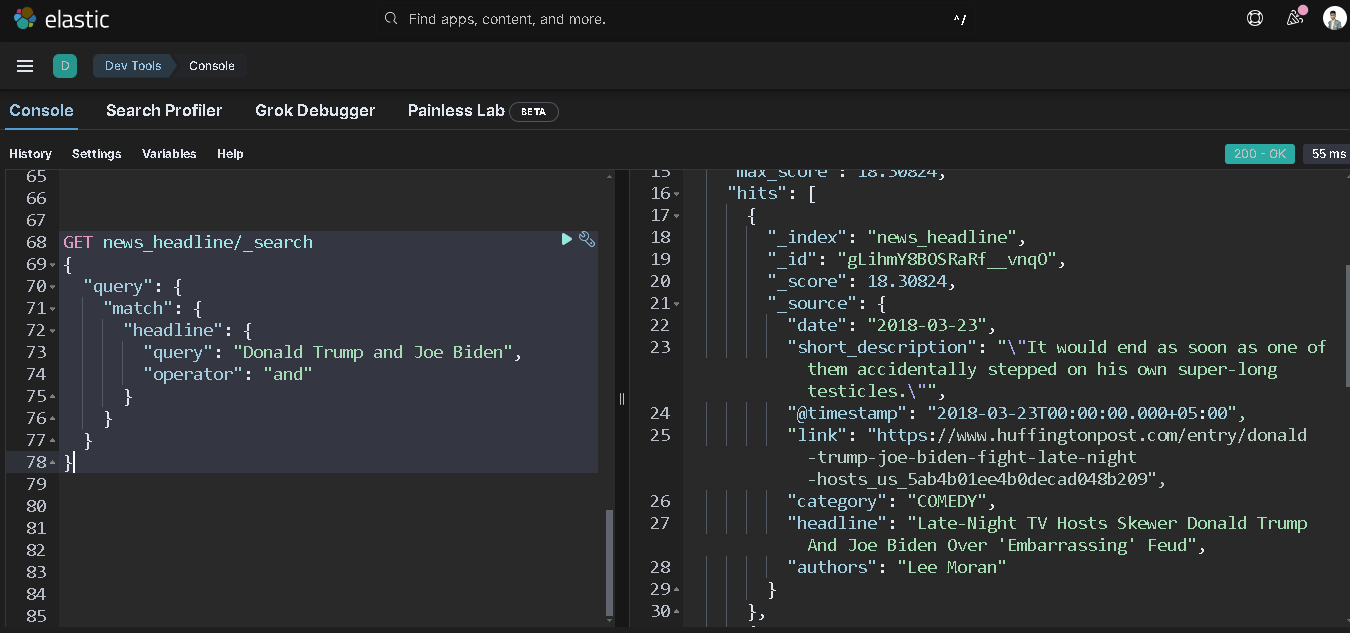 elastic
Find apps, content, and more.
^/
D
Dev Tools
Console
Console
Search Profiler
Grok Debugger
Painless Lab
BETA
History
Settings
Variables
Help
200 - OK
55 ms
65
66
67
68 GET news_headline/_search
69 {
70 "query": {
71 "match": {
72 "headline": {
73 "query": "Donald Trump and Joe Biden",
74 "operator": "and"
75 }
76 }
77 }
78 }
79
80
81
82
83
84
85
15 "max_score": 18.30824,
16 "hits": [
17 {
18 "_index": "news_headline",
19 "_id": "gLihmY8BOSRaRf__vnqO",
20 "_score": 18.30824,
21 "_source": {
22 "date": "2018-03-23",
23 "short_description": "\"It would end as soon as one of
them accidentally stepped on his own super-long
testicles.\"",
24 "@timestamp": "2018-03-23T00:00:00.000+05:00",
25 "link": "https://www.huffingtonpost.com/entry/donald
-trump-joe-biden-fight-late-night
-hosts_us_5ab4b01ee4b0decad048b209",
26 "category": "COMEDY",
27 "headline": "Late-Night TV Hosts Skewer Donald Trump
And Joe Biden Over 'Embarrassing' Feud",
28 "authors": "Lee Moran"
29 }
30 },